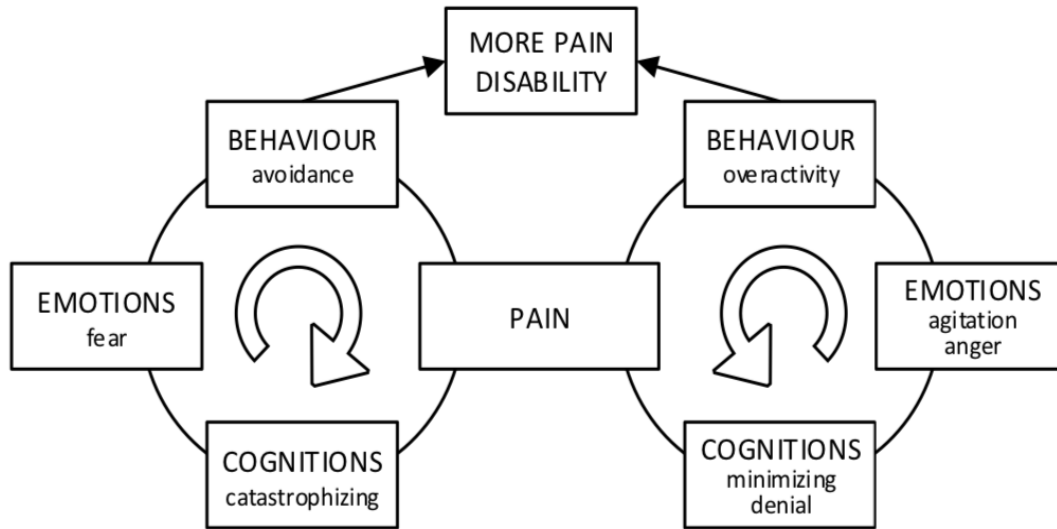 MORE PAIN
DISABILITY
BEHAVIOUR
avoidance
BEHAVIOUR
overactivity
EMOTIONS
fear
PAIN
EMOTIONS
agitation
anger
COGNITIONS
catastrophizing
COGNITIONS
minimizing
denial